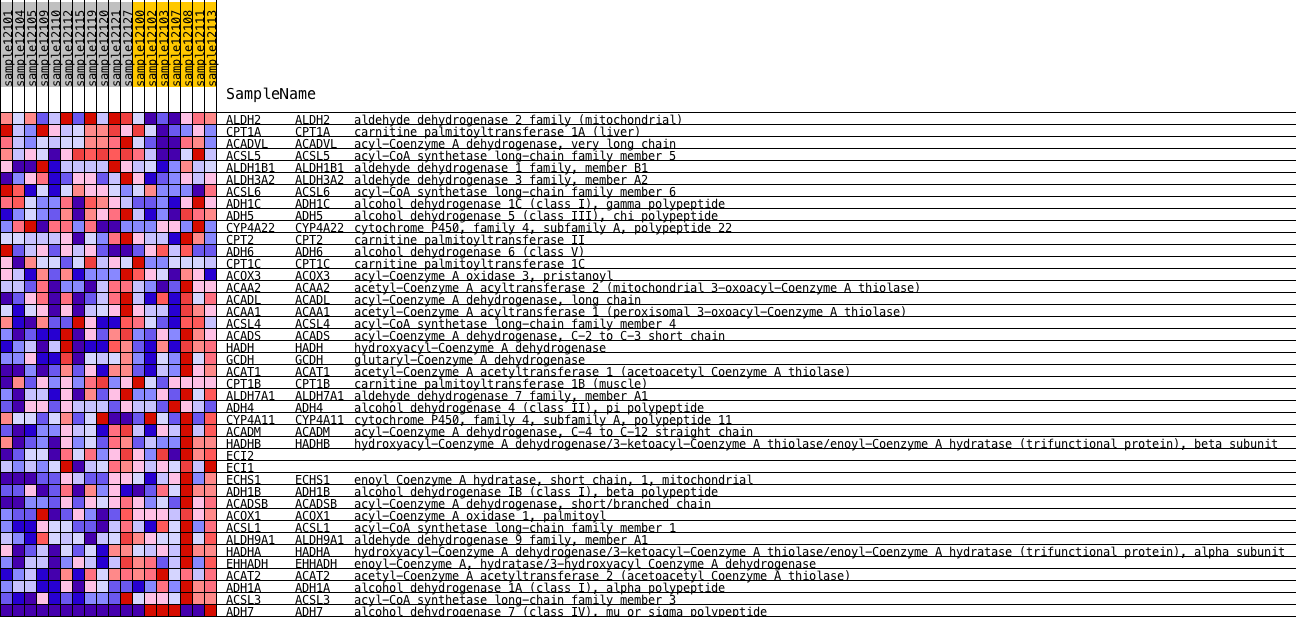 sample12101
sample12104
sample12105
sample12109
sample12110
sample12112
sample12115
sample12119
sample12120
sample12121
sample12127
sample12100
sample12102
sample12103
sample12107
sample12108
sample12111
sample12113
SampleName
ALDH2 ALDH2 aldehyde dehydrogenase 2 family (mitochondrial)
CPT1A CPT1A carnitine palmitoyltransferase 1A (liver)
ACADVL ACADVL acyl-Coenzyme A dehydrogenase, very long chain
ACSL5 ACSL5 acyl-CoA synthetase long-chain family member 5
ALDH1B1 ALDH1B1 aldehyde dehydrogenase 1 family, member B1
ALDH3A2 ALDH3A2 aldehyde dehydrogenase 3 family, member A2
ACSL6 ACSL6 acyl-CoA synthetase long-chain family member 6
ADH1C ADH1C alcohol dehydrogenase 1C (class I), gamma polypeptide
ADH5 ADH5 alcohol dehydrogenase 5 (class III), chi polypeptide
CYP4A22 CYP4A22 cytochrome P450, family 4, subfamily A, polypeptide 22
CPT2 CPT2 carnitine palmitoyltransferase II
ADH6 ADH6 alcohol dehydrogenase 6 (class V)
CPT1C CPT1C carnitine palmitoyltransferase 1C
ACOX3 ACOX3 acyl-Coenzyme A oxidase 3, pristanoyl
ACAA2 ACAA2 acetyl-Coenzyme A acyltransferase 2 (mitochondrial 3-oxoacyl-Coenzyme A thiolase)
ACADL ACADL acyl-Coenzyme A dehydrogenase, long chain
ACAA1 ACAA1 acetyl-Coenzyme A acyltransferase 1 (peroxisomal 3-oxoacyl-Coenzyme A thiolase)
ACSL4 ACSL4 acyl-CoA synthetase long-chain family member 4
ACADS ACADS acyl-Coenzyme A dehydrogenase, C-2 to C-3 short chain
HADH HADH hydroxyacyl-Coenzyme A dehydrogenase
GCDH GCDH glutaryl-Coenzyme A dehydrogenase
ACAT1 ACAT1 acetyl-Coenzyme A acetyltransferase 1 (acetoacetyl Coenzyme A thiolase)
CPT1B CPT1B carnitine palmitoyltransferase 1B (muscle)
ALDH7A1 ALDH7A1 aldehyde dehydrogenase 7 family, member A1
ADH4 ADH4 alcohol dehydrogenase 4 (class II), pi polypeptide
CYP4A11 CYP4A11 cytochrome P450, family 4, subfamily A, polypeptide 11
ACADM ACADM acyl-Coenzyme A dehydrogenase, C-4 to C-12 straight chain
HADHB HADHB hydroxyacyl-Coenzyme A dehydrogenase/3-ketoacyl-Coenzyme A thiolase/enoyl-Coenzyme A hydratase (trifunctional protein), beta subunit
ECI2
ECI1
ECHS1 ECHS1 enoyl Coenzyme A hydratase, short chain, 1, mitochondrial
ADH1B ADH1B alcohol dehydrogenase IB (class I), beta polypeptide
ACADSB ACADSB acyl-Coenzyme A dehydrogenase, short/branched chain
ACOX1 ACOX1 acyl-Coenzyme A oxidase 1, palmitoyl
ACSL1 ACSL1 acyl-CoA synthetase long-chain family member 1
ALDH9A1 ALDH9A1 aldehyde dehydrogenase 9 family, member A1
HADHA HADHA hydroxyacyl-Coenzyme A dehydrogenase/3-ketoacyl-Coenzyme A thiolase/enoyl-Coenzyme A hydratase (trifunctional protein), alpha subunit
EHHADH EHHADH enoyl-Coenzyme A, hydratase/3-hydroxyacyl Coenzyme A dehydrogenase
ACAT2 ACAT2 acetyl-Coenzyme A acetyltransferase 2 (acetoacetyl Coenzyme A thiolase)
ADH1A ADH1A alcohol dehydrogenase 1A (class I), alpha polypeptide
ACSL3 ACSL3 acyl-CoA synthetase long-chain family member 3
ADH7 ADH7 alcohol dehydrogenase 7 (class IV), mu or sigma polypeptide